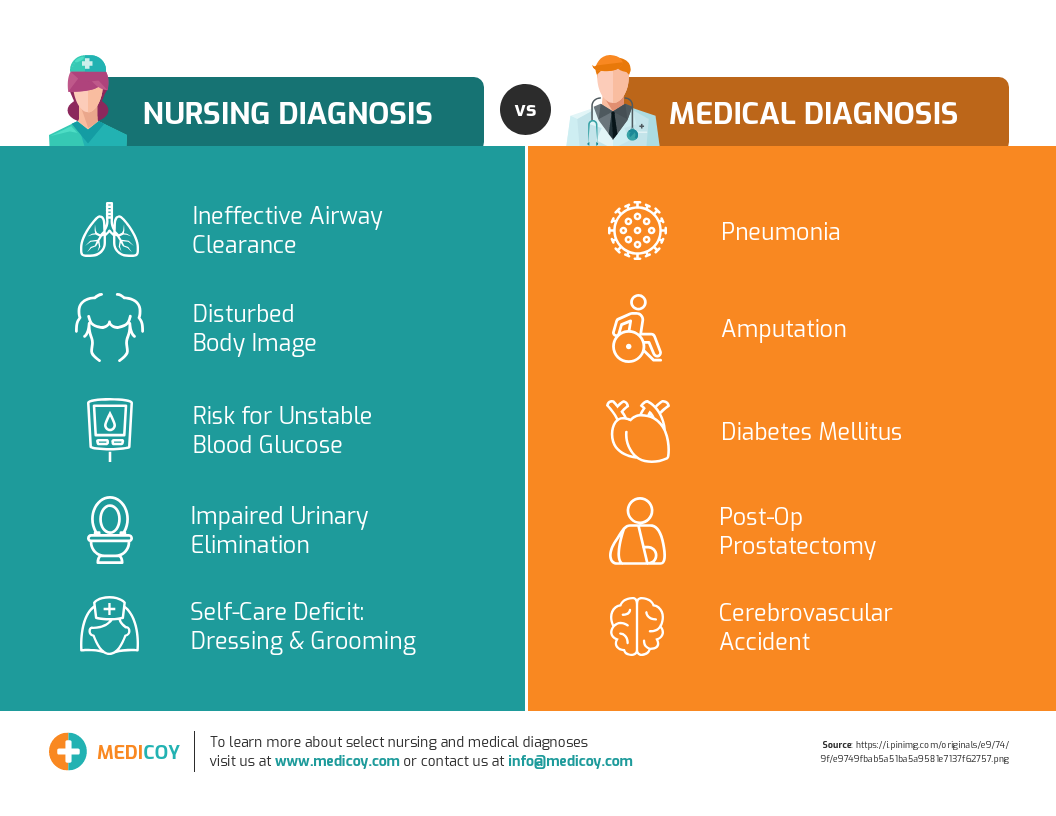 NURSING DIAGNOSIS
VS
MEDICAL DIAGNOSIS
Ineffective Airway
Clearance
Disturbed
Body Image
Risk for Unstable
Blood Glucose
Impaired Urinary
Elimination
Self-Care Deficit:
Dressing & Grooming
Pneumonia
Amputation
Diabetes Mellitus
Post-Op
Prostatectomy
Cerebrovascular
Accident
MEDICOY
To learn more about select nursing and medical diagnoses
visit us at www.medicoy.com or contact us at info@medicoy.com
Source: https://i.pinimg.com/originals/e9/74/
9f/e9749fbab5a51ba5a9581e7137f62757.png